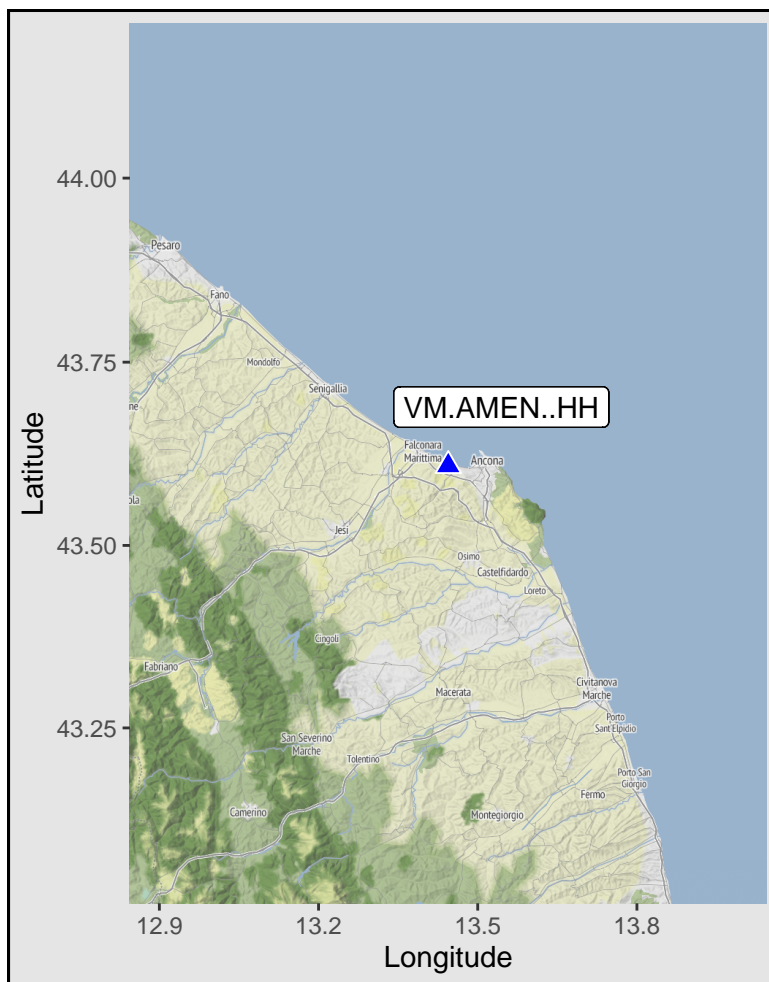 44.00
Pesaro
Fano
43.75
Mondolfo
Senigallia
ne
VM.AMEN..HH
Falconara
Marittima
Ancona
Latitude
ola
43.50
Jesi
Osimo
Castelfidardo
Loreto
Cingoli
Fabriano
Macerata
Civitanova
Marche
43.25
Porto
Sant Elpidio
San Severino
Marche
Tolentino
Porto San
Giorgio
Fermo
Camerino
Montegiorgio
12.9
13.2
13.5
13.8
Longitude